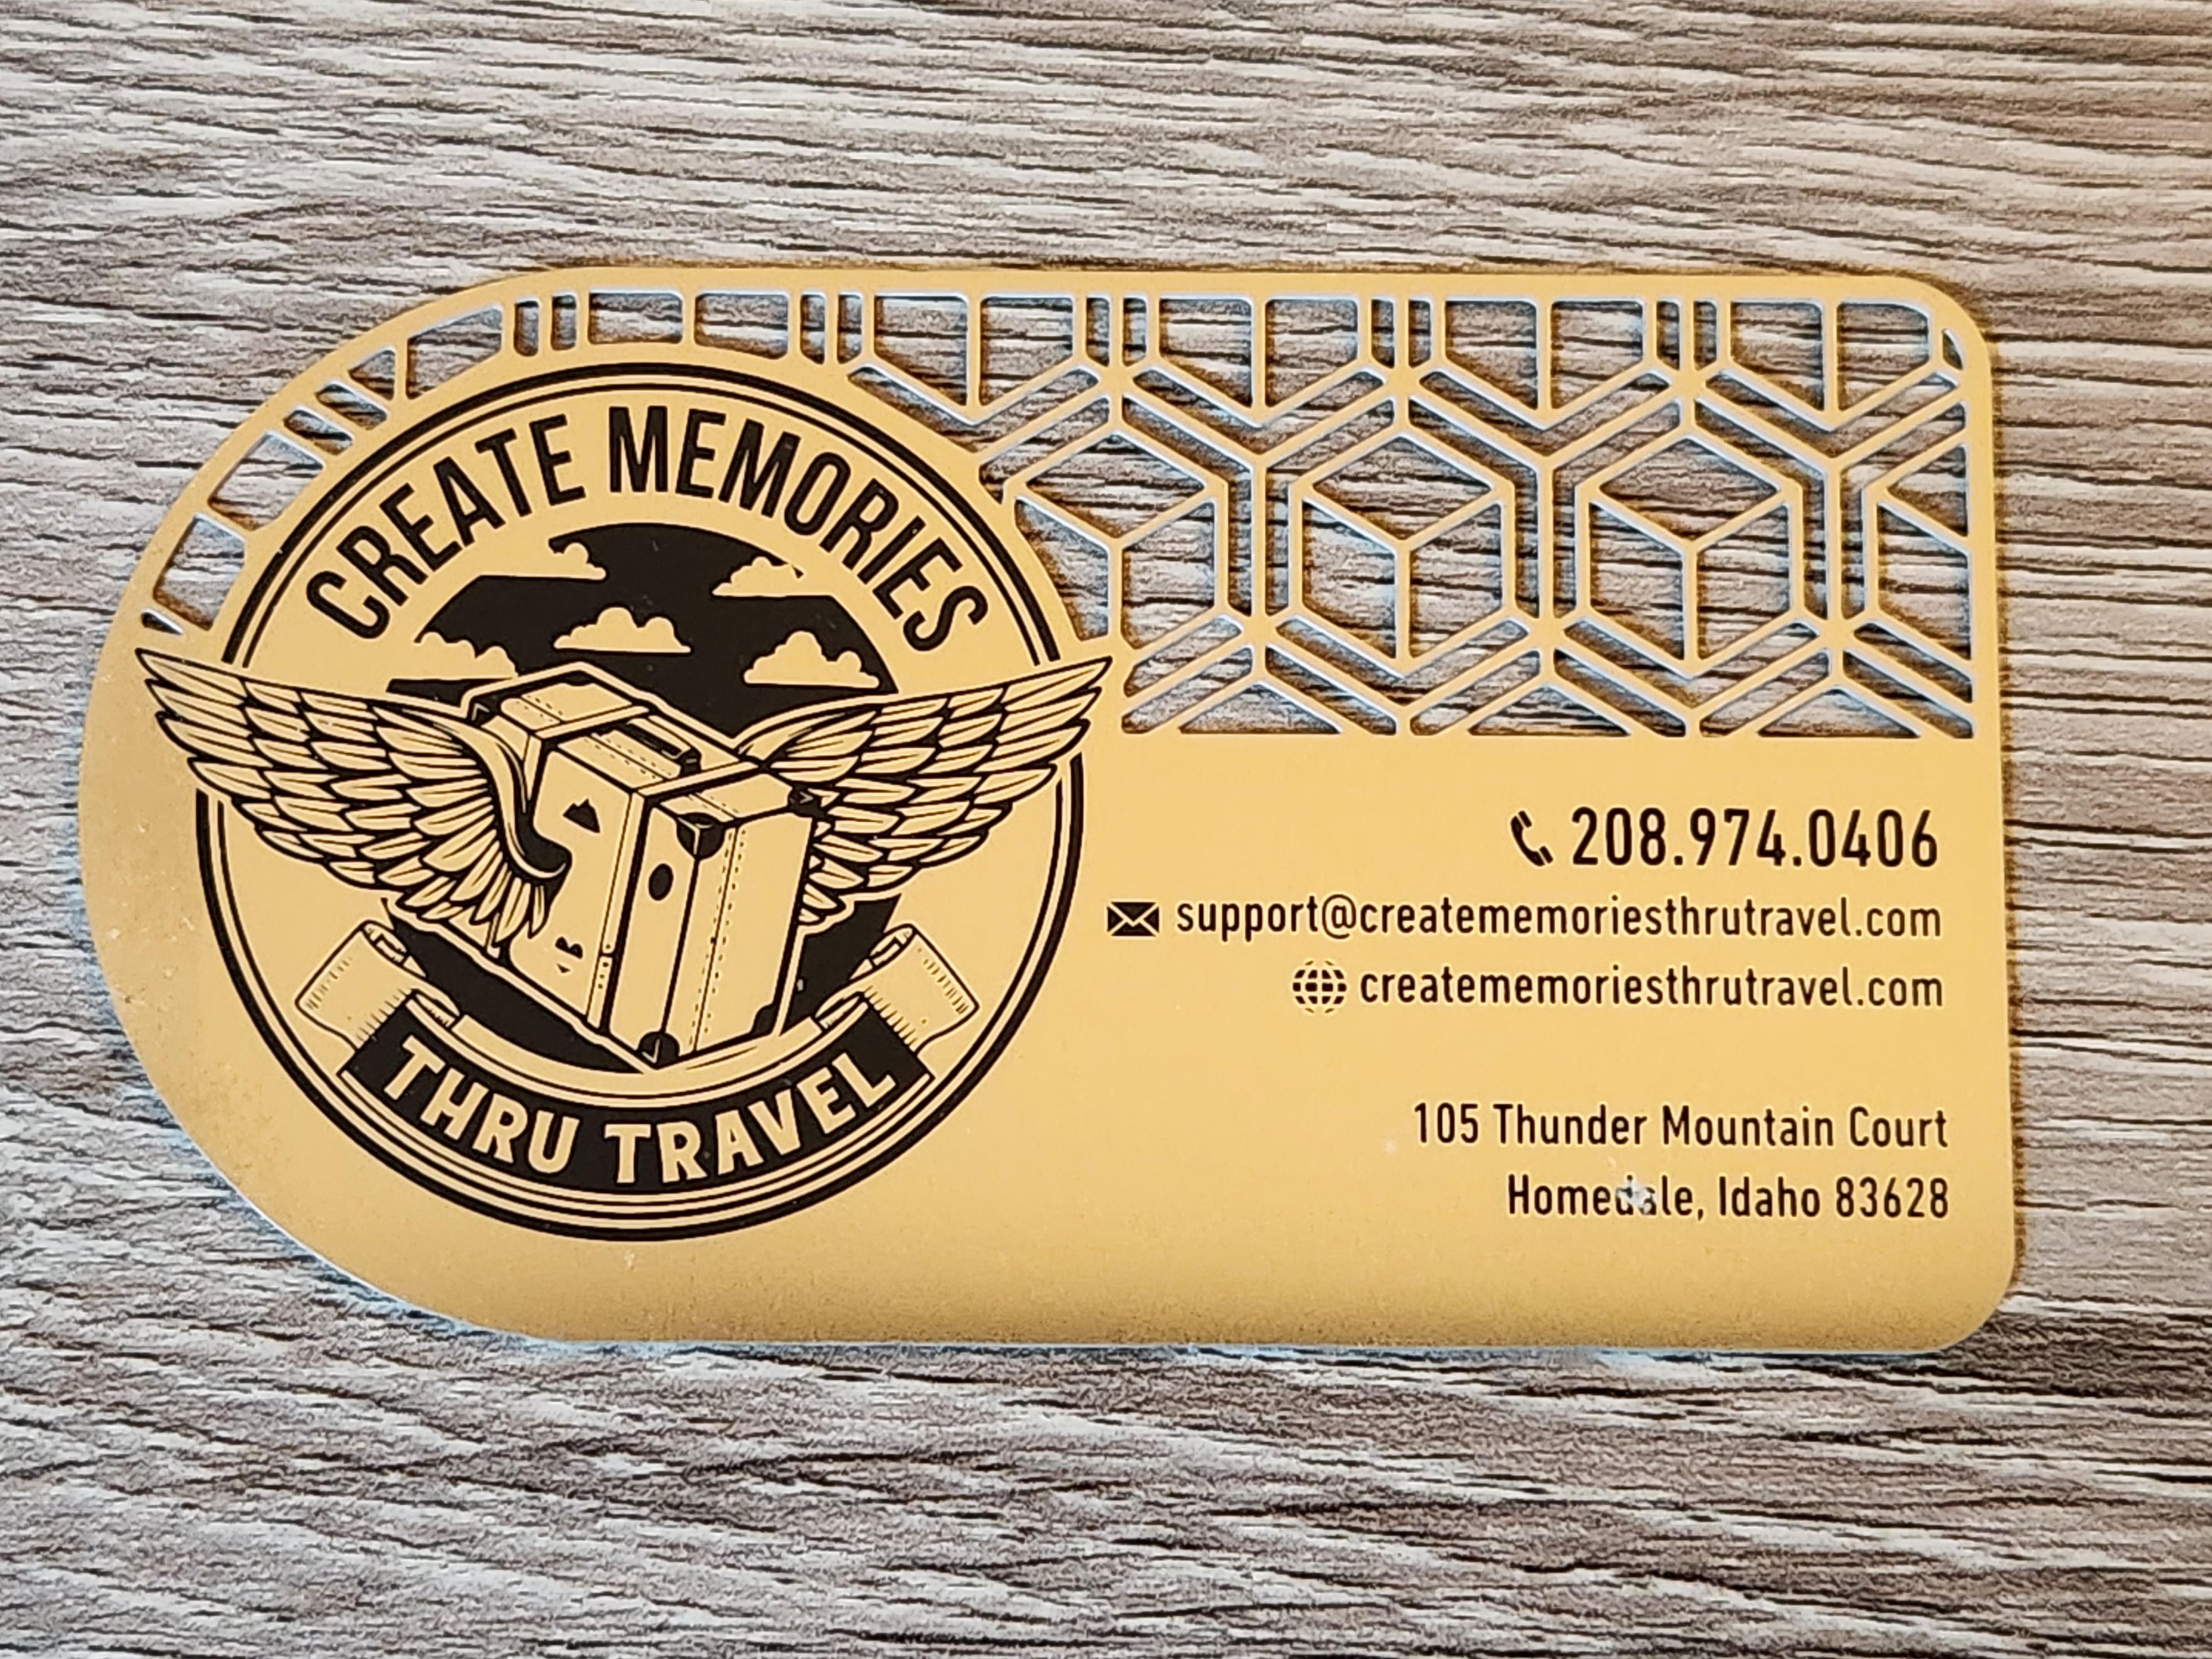 CREATE MEMORIES
THRU TRAVEL
208.974.0406
support@creatememoriesthrutravel.com
creatememoriesthrutravel.com
105 Thunder Mountain Court
Homedale, Idaho 83628